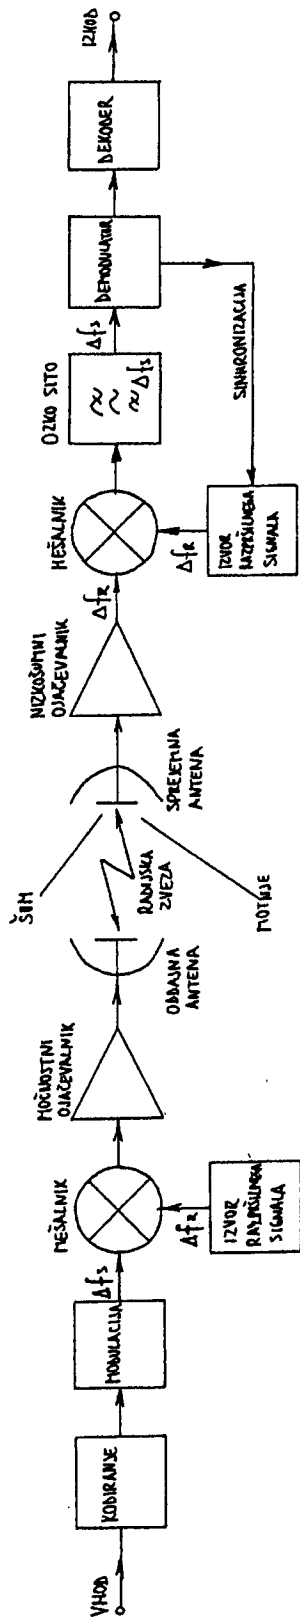 VHOD
KODIRANJE
MODULACIJA
Δfs
MEŠALNIK
ΔfR
IZVOR
RAZPRŠILNEGA
SIGNALA
MOČNOSTNI
OJAČEVALNIK
ODDAJNA
ANTENA
RADIJSKA
ZVEZA
ŠUM
MOTNJE
SPREJEMNA
ANTENA
NIZKOŠUMNI
OJAČEVALNIK
ΔfR
MEŠALNIK
ΔfR
IZVOR
RAZPRŠILNEGA
SIGNALA
OZKO SITO
Δfs
Δfs
DEMODULATOR
SINHRONIZACIJA
DEKODER
IZHOD